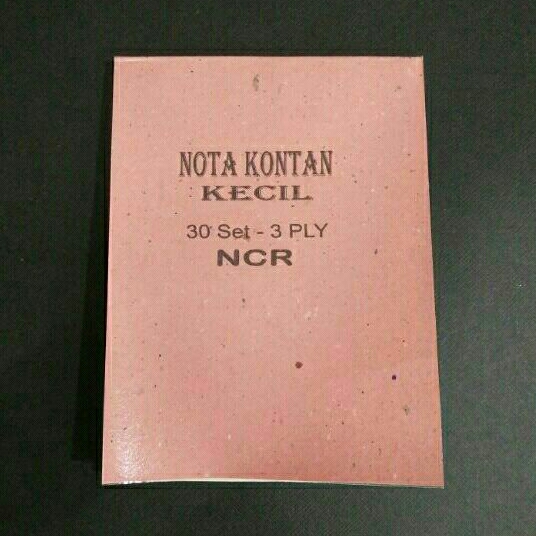 NOTA KONTAN
KECIL
30 Set - 3 PLY
NCR